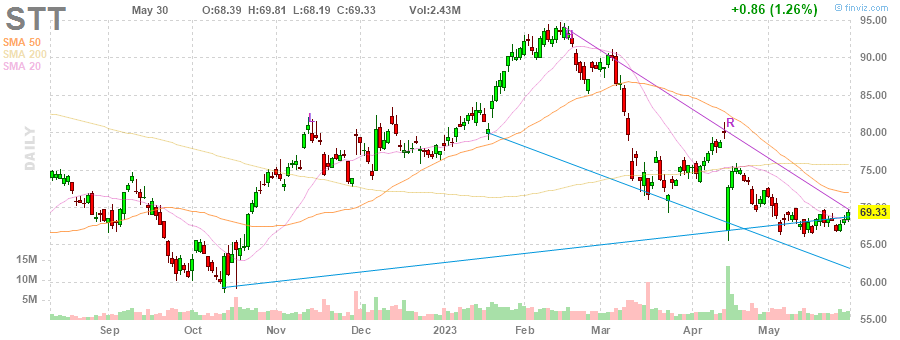 STT
May 30 O:68.39 H:69.81 L:68.19 C:69.33 Vol:2.43M
+0.86 (1.26%)
© finviz.com
SMA 50
SMA 200
SMA 20
DAILY
L
R
95.00
90.00
85.00
80.00
75.00
70.00
69.33
65.00
60.00
55.00
15M
10M
5M
Sep Oct Nov Dec 2023 Feb Mar Apr May